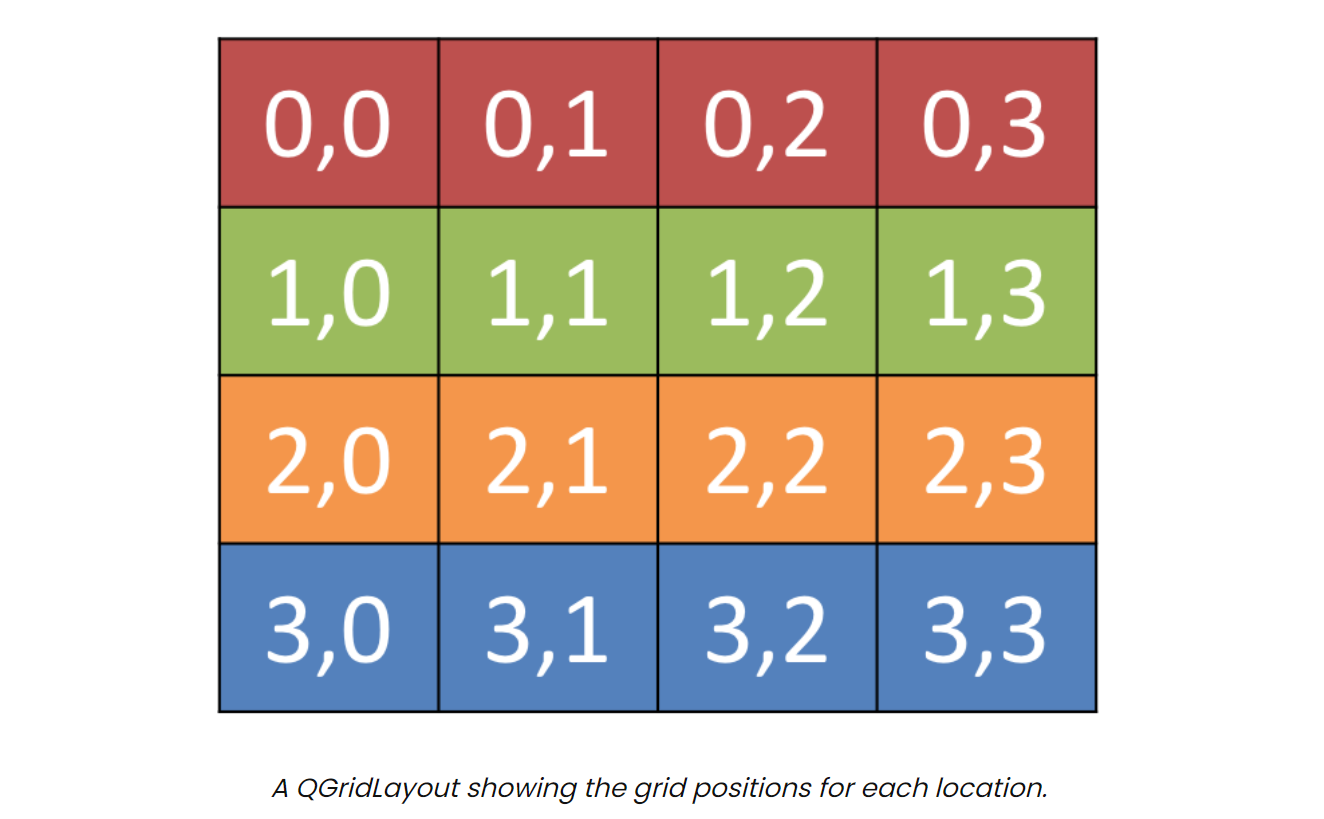 0,0 0,1 0,2 0,3
1,0 1,1 1,2 1,3
2,0 2,1 2,2 2,3
3,0 3,1 3,2 3,3
A QGridLayout showing the grid positions for each location.